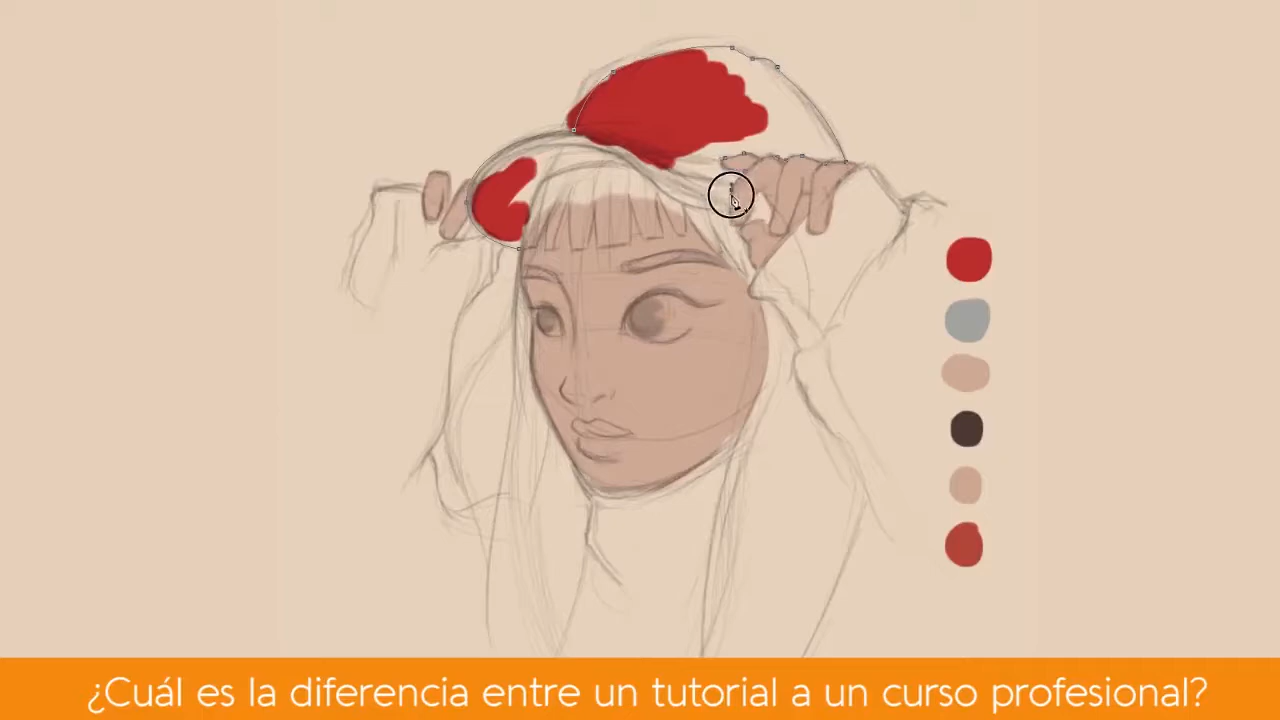 ¿Cuál es la diferencia entre un tutorial a un curso profesional?